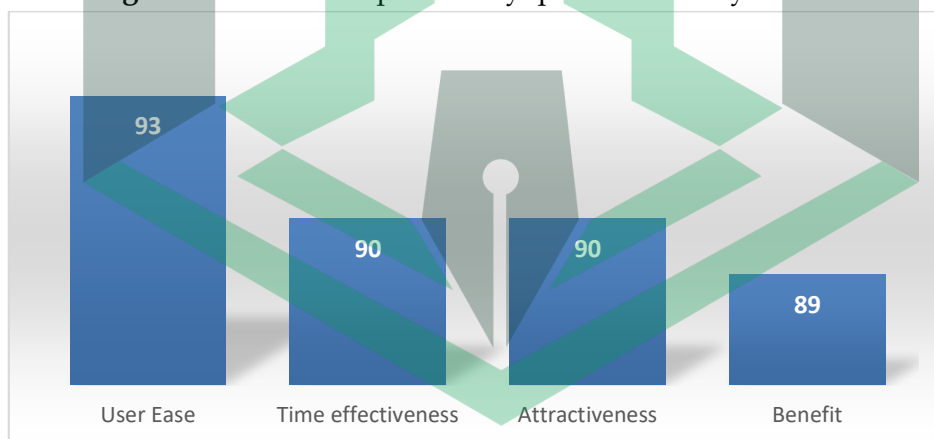 93
90
90
89
User Ease
Time effectiveness
Attractiveness
Benefit